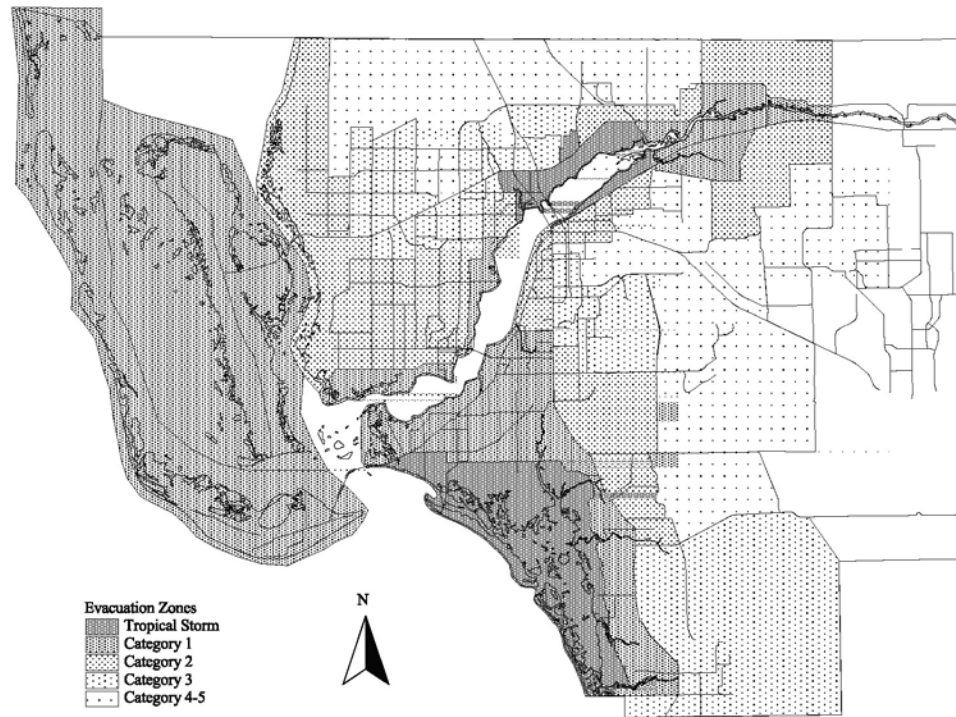 N
Evacuation Zones
Tropical Storm
Category 1
Category 2
Category 3
Category 4-5